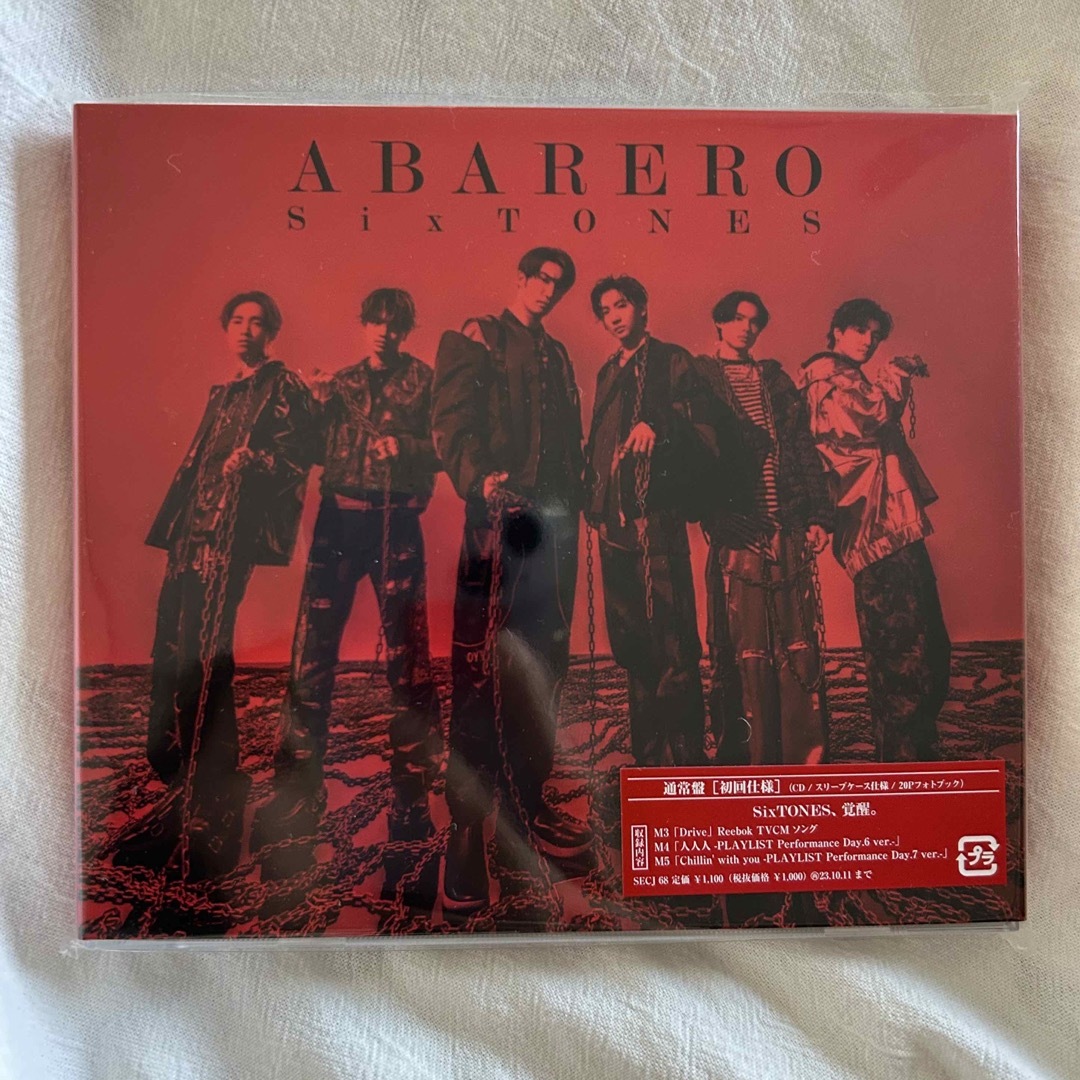 ABARERO
SixTONES
通常盤［初回仕様］（CD / スリーブケース仕様 / 20Pフォトブック）
SixTONES、覚醒。
収録内容
M3「Drive」Reebok TVCM ソング
M4「人人人 -PLAYLIST Performance Day.6 ver.-」
M5「Chillin' with you -PLAYLIST Performance Day.7 ver.-」
SECJ 68 定価 ¥1,100（税抜価格 ¥1,000）Ⓡ23.10.11 まで
プラ